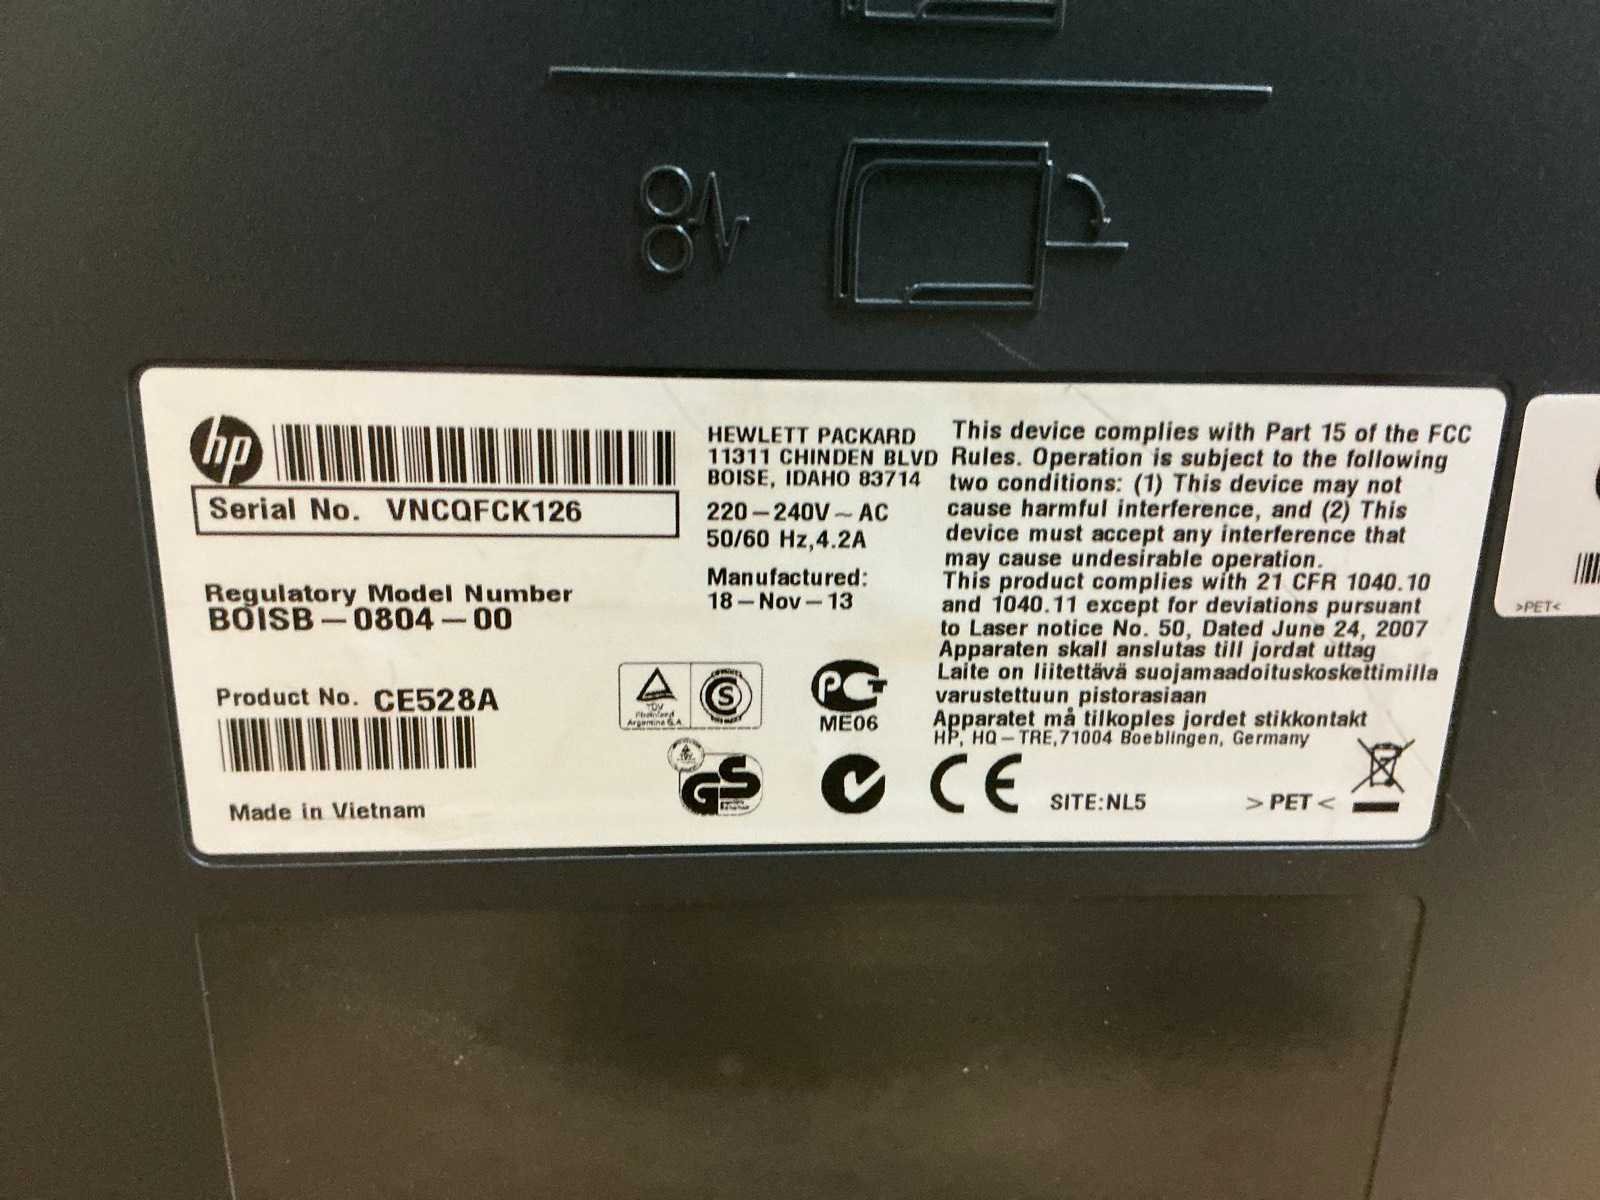 hp
Serial No. VNCQFCK126
Regulatory Model Number
BOISB-0804-00
Product No. CE528A
Made in Vietnam
HEWLETT PACKARD
11311 CHINDEN BLVD
BOISE, IDAHO 83714
220-240V~AC
50/60 Hz,4.2A
Manufactured:
18-Nov-13
This device complies with Part 15 of the FCC
Rules. Operation is subject to the following
two conditions: (1) This device may not
cause harmful interference, and (2) This
device must accept any interference that
may cause undesirable operation.
This product complies with 21 CFR 1040.10
and 1040.11 except for deviations pursuant
to Laser notice No. 50, Dated June 24, 2007
Apparaten skall anslutas till jordat uttag
Laite on liitettävä suojamaadoituskoskettimilla
varustettuun pistorasiaan
Apparatet må tilkoples jordet stikkontakt
HP, HQ-TRE,71004 Boeblingen, Germany
TÜV
Rheinland
Argentina S.A.
S
PCT
ME06
GS
CE
SITE:NL5
>PET<
>PET<